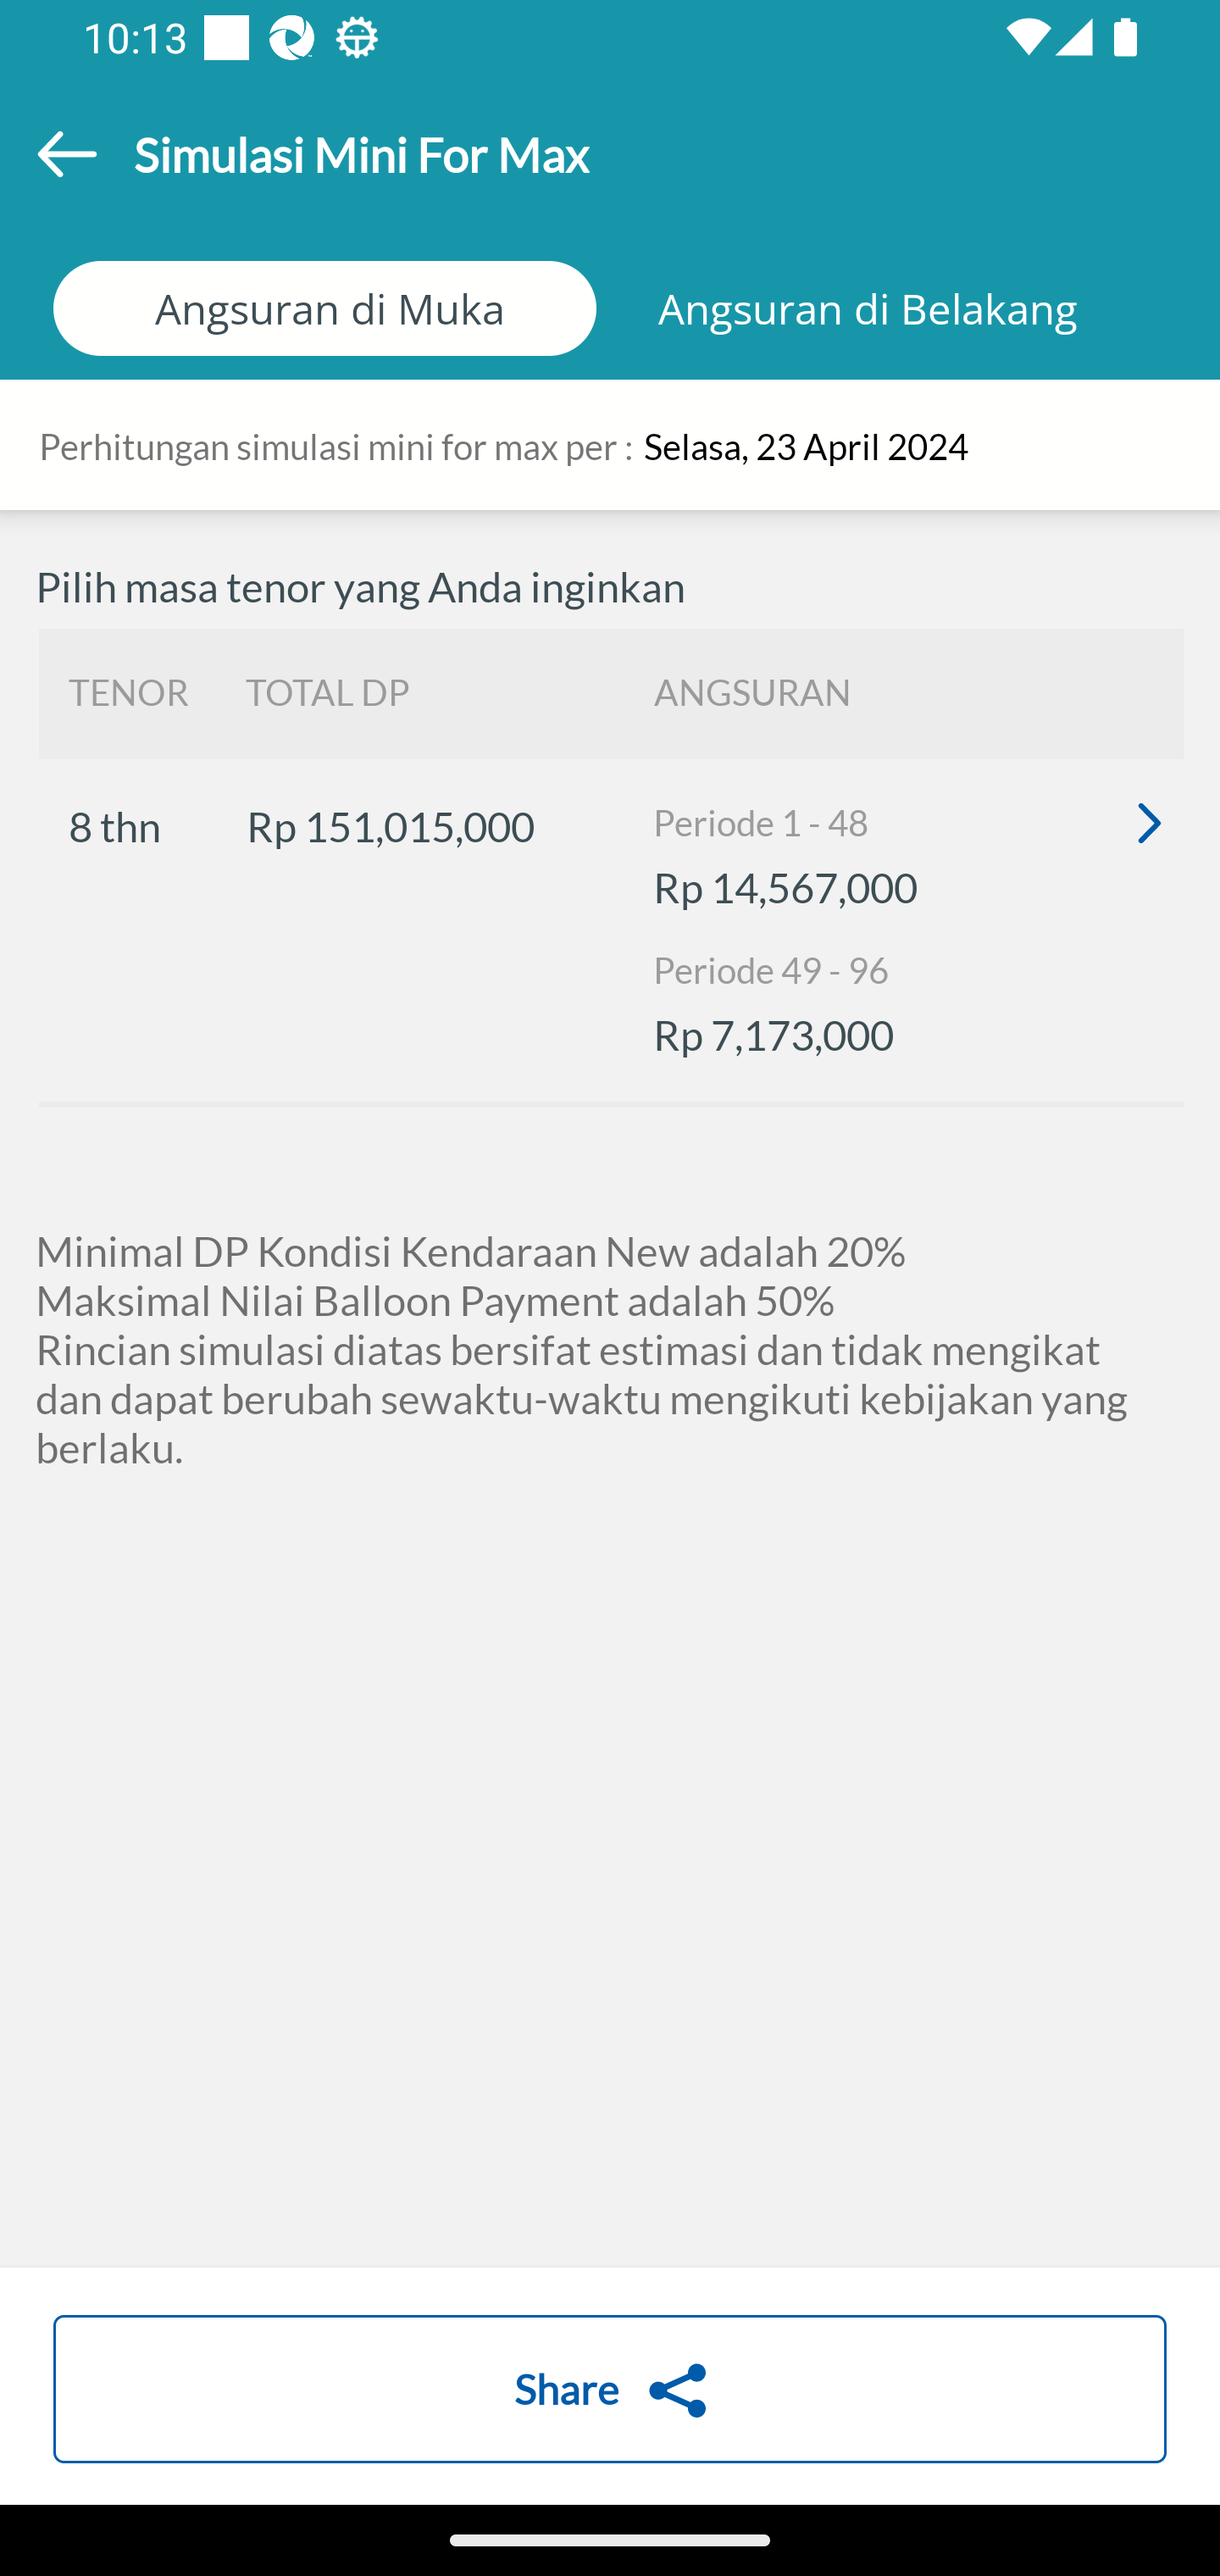 10:13
Simulasi Mini For Max
Angsuran di Muka Angsuran di Belakang
Perhitungan simulasi mini for max per : Selasa, 23 April 2024
Pilih masa tenor yang Anda inginkan
TENOR TOTAL DP ANGSURAN
8 thn Rp 151,015,000 Periode 1 - 48
Rp 14,567,000
Periode 49 - 96
Rp 7,173,000
Minimal DP Kondisi Kendaraan New adalah 20%
Maksimal Nilai Balloon Payment adalah 50%
Rincian simulasi diatas bersifat estimasi dan tidak mengikat
dan dapat berubah sewaktu-waktu mengikuti kebijakan yang
berlaku.
Share